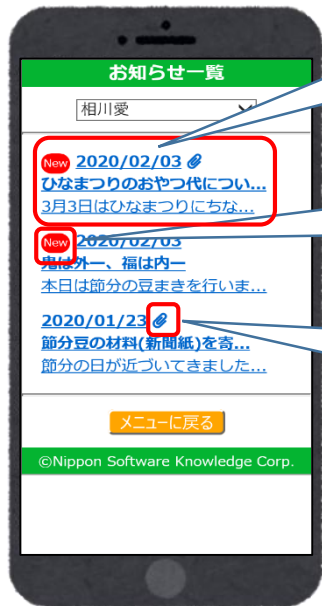 お知らせ一覧
相川愛
New 2020/02/03
ひなまつりのおやつ代につい...
3月3日はひなまつりにちな...
New 2020/02/03
鬼は外ー、福は内ー
本日は節分の豆まきを行いま...
2020/01/23
節分豆の材料(新聞紙)を寄...
節分の日が近づいてきました...
メニューに戻る
©Nippon Software Knowledge Corp.